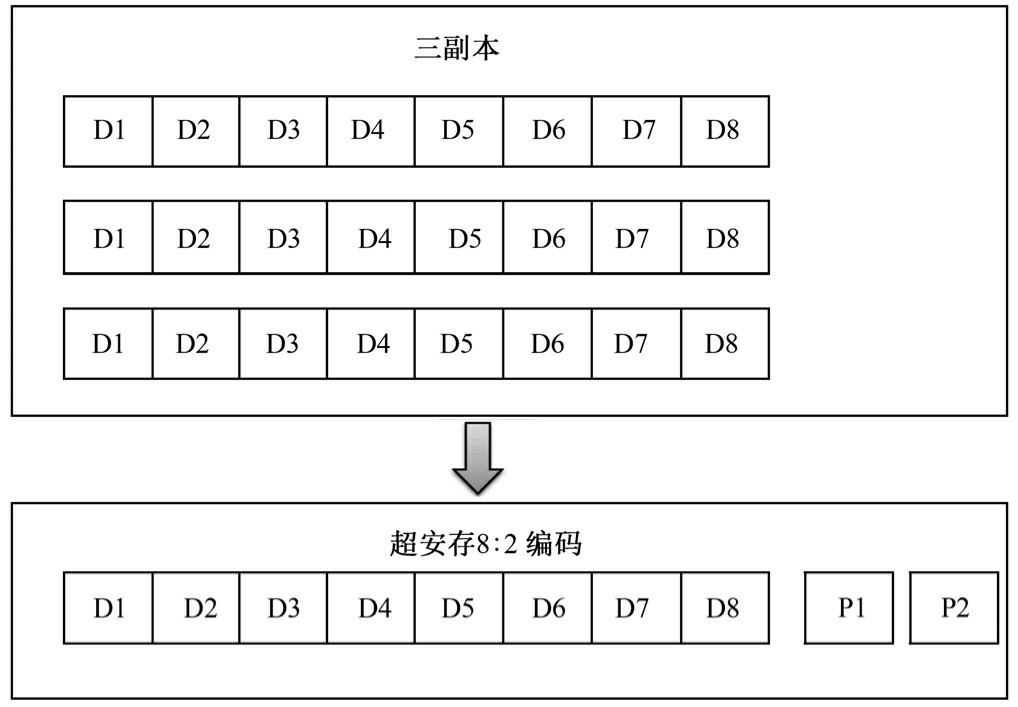 三副本
D1 D2 D3 D4 D5 D6 D7 D8
D1 D2 D3 D4 D5 D6 D7 D8
D1 D2 D3 D4 D5 D6 D7 D8
超安存8:2 编码
D1 D2 D3 D4 D5 D6 D7 D8 P1 P2